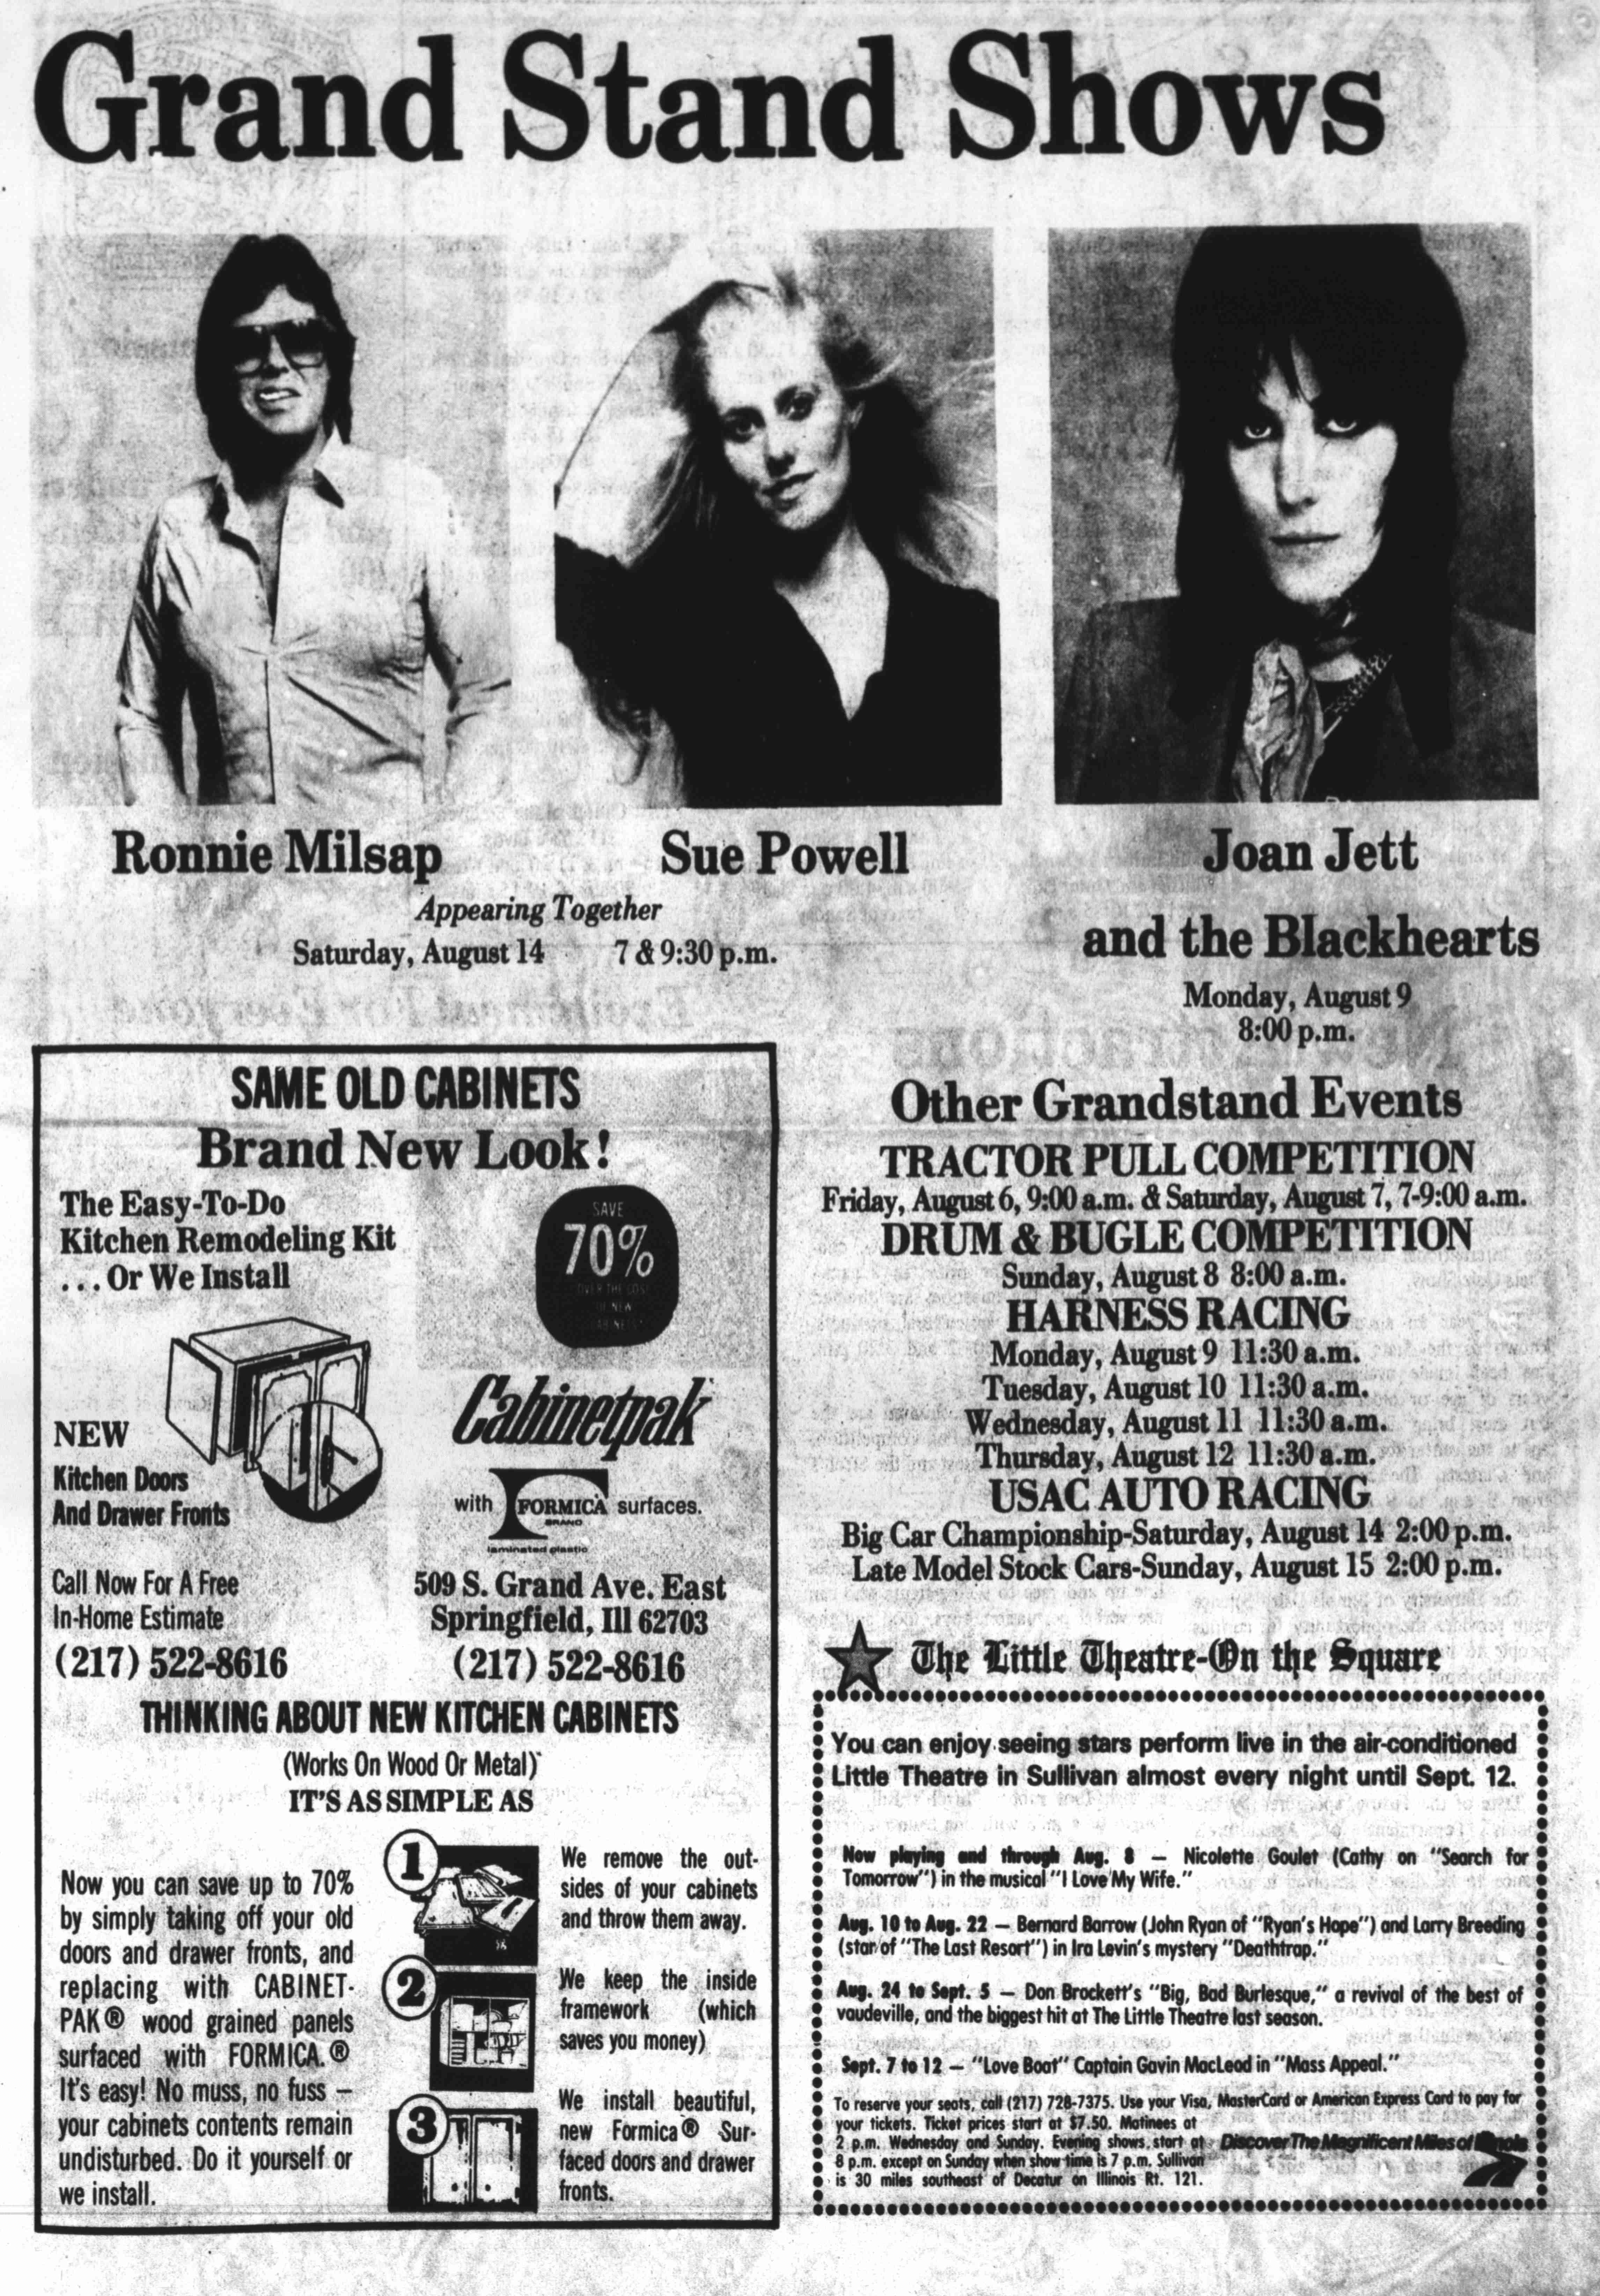 Grand Stand Shows
Ronnie Milsap
Sue Powell
Appearing Together
Saturday, August 14 7 & 9:30 p.m.
Joan Jett
and the Blackhearts
Monday, August 9
8:00 p.m.
SAME OLD CABINETS
Brand New Look!
The Easy-To-Do
Kitchen Remodeling Kit
. . . Or We Install
SAVE
70%
OVER THE COST
OF NEW
CABINETS
NEW
Kitchen Doors
And Drawer Fronts
Cabinetpak
with FORMICA surfaces.
BRAND
laminated plastic
Call Now For A Free
In-Home Estimate
(217) 522-8616
509 S. Grand Ave. East
Springfield, Ill 62703
(217) 522-8616
THINKING ABOUT NEW KITCHEN CABINETS
(Works On Wood Or Metal)
IT'S AS SIMPLE AS
Now you can save up to 70%
by simply taking off your old
doors and drawer fronts, and
replacing with CABINET-
PAK® wood grained panels
surfaced with FORMICA.®
It's easy! No muss, no fuss —
your cabinets contents remain
undisturbed. Do it yourself or
we install.
1
We remove the out-
sides of your cabinets
and throw them away.
2
We keep the inside
framework (which
saves you money)
3
We install beautiful,
new Formica® Sur-
faced doors and drawer
fronts.
Other Grandstand Events
TRACTOR PULL COMPETITION
Friday, August 6, 9:00 a.m. & Saturday, August 7, 7-9:00 a.m.
DRUM & BUGLE COMPETITION
Sunday, August 8 8:00 a.m.
HARNESS RACING
Monday, August 9 11:30 a.m.
Tuesday, August 10 11:30 a.m.
Wednesday, August 11 11:30 a.m.
Thursday, August 12 11:30 a.m.
USAC AUTO RACING
Big Car Championship-Saturday, August 14 2:00 p.m.
Late Model Stock Cars-Sunday, August 15 2:00 p.m.
The Little Theatre-On the Square
You can enjoy seeing stars perform live in the air-conditioned
Little Theatre in Sullivan almost every night until Sept. 12.
Now playing and through Aug. 8 — Nicolette Goulet (Cathy on "Search for
Tomorrow") in the musical "I Love My Wife."
Aug. 10 to Aug. 22 — Bernard Barrow (John Ryan of "Ryan's Hope") and Larry Breeding
(star of "The Last Resort") in Ira Levin's mystery "Deathtrap."
Aug. 24 to Sept. 5 — Don Brockett's "Big, Bad Burlesque," a revival of the best of
vaudeville, and the biggest hit at The Little Theatre last season.
Sept. 7 to 12 — "Love Boat" Captain Gavin MacLeod in "Mass Appeal."
To reserve your seats, call (217) 728-7375. Use your Visa, MasterCard or American Express Card to pay for
your tickets. Ticket prices start at $7.50. Matinees at
2 p.m. Wednesday and Sunday. Evening shows start at
8 p.m. except on Sunday when show time is 7 p.m. Sullivan
is 30 miles southeast of Decatur on Illinois Rt. 121.
Discover The Magnificent Miles of Illinois